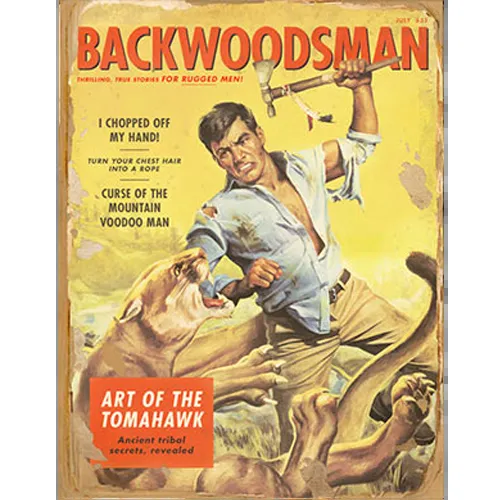 JULY
BACKWOODSMAN
THRILLING, TRUE STORIES FOR RUGGED MEN!
I CHOPPED OFF
MY HAND!
TURN YOUR CHEST HAIR
INTO A ROPE
CURSE OF THE
MOUNTAIN
VOODOO MAN
ART OF THE
TOMAHAWK
Ancient tribal
secrets, revealed